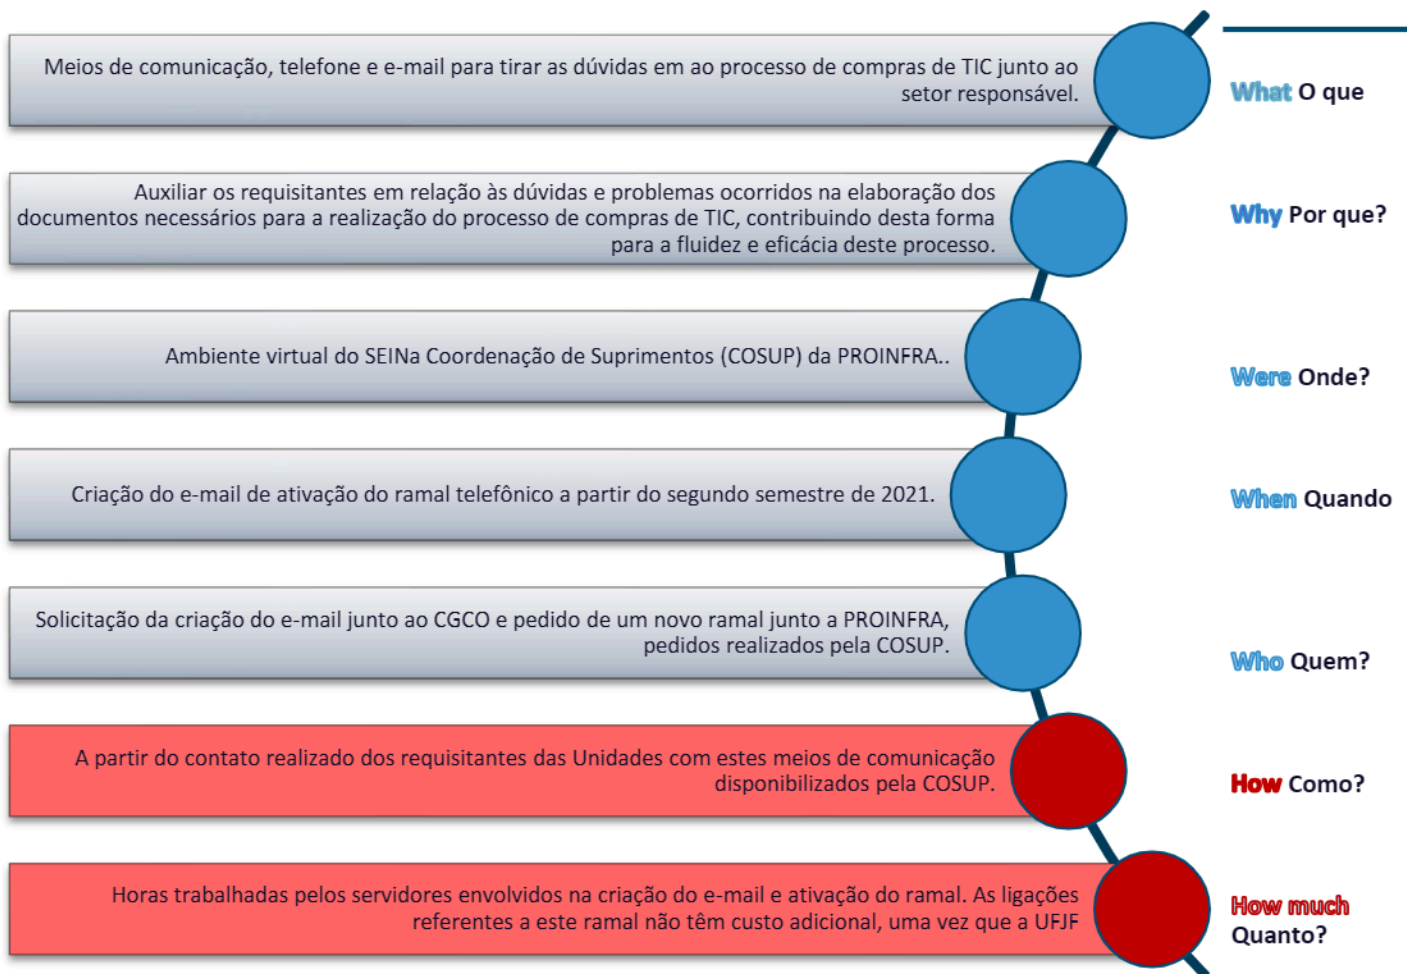 Meios de comunicação, telefone e e-mail para tirar as dúvidas em ao processo de compras de TIC junto ao
setor responsável.
What O que
Auxiliar os requisitantes em relação às dúvidas e problemas ocorridos na elaboração dos
documentos necessários para a realização do processo de compras de TIC, contribuindo desta forma
para a fluidez e eficácia deste processo.
Why Por que?
Ambiente virtual do SEINa Coordenação de Suprimentos (COSUP) da PROINFRA..
Were Onde?
Criação do e-mail de ativação do ramal telefônico a partir do segundo semestre de 2021.
When Quando
Solicitação da criação do e-mail junto ao CGCO e pedido de um novo ramal junto a PROINFRA,
pedidos realizados pela COSUP.
Who Quem?
A partir do contato realizado dos requisitantes das Unidades com estes meios de comunicação
disponibilizados pela COSUP.
How Como?
Horas trabalhadas pelos servidores envolvidos na criação do e-mail e ativação do ramal. As ligações
referentes a este ramal não têm custo adicional, uma vez que a UFJF
How much
Quanto?